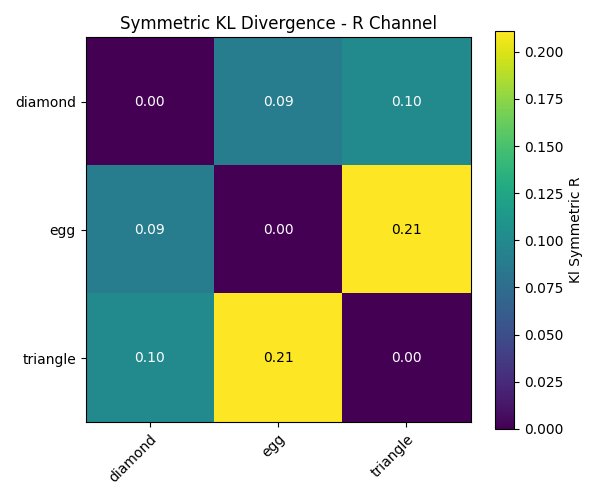 Symmetric KL Divergence - R Channel
diamond 0.00 0.09 0.10
egg 0.09 0.00 0.21
triangle 0.10 0.21 0.00
diamond egg triangle
0.200
0.175
0.150
0.125
0.100
0.075
0.050
0.025
0.000
Kl Symmetric R